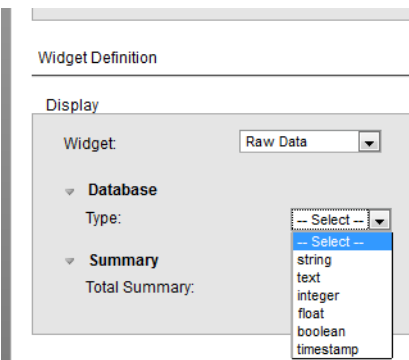 Widget Definition
Display
Widget: Raw Data
Database
Type: -- Select --
-- Select --
string
Summary
text
Total Summary:
integer
float
boolean
timestamp